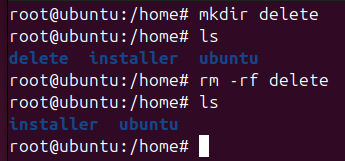 root@ubuntu:/home# mkdir delete
root@ubuntu:/home# ls
delete  installer  ubuntu
root@ubuntu:/home# rm -rf delete
root@ubuntu:/home# ls
installer  ubuntu
root@ubuntu:/home#